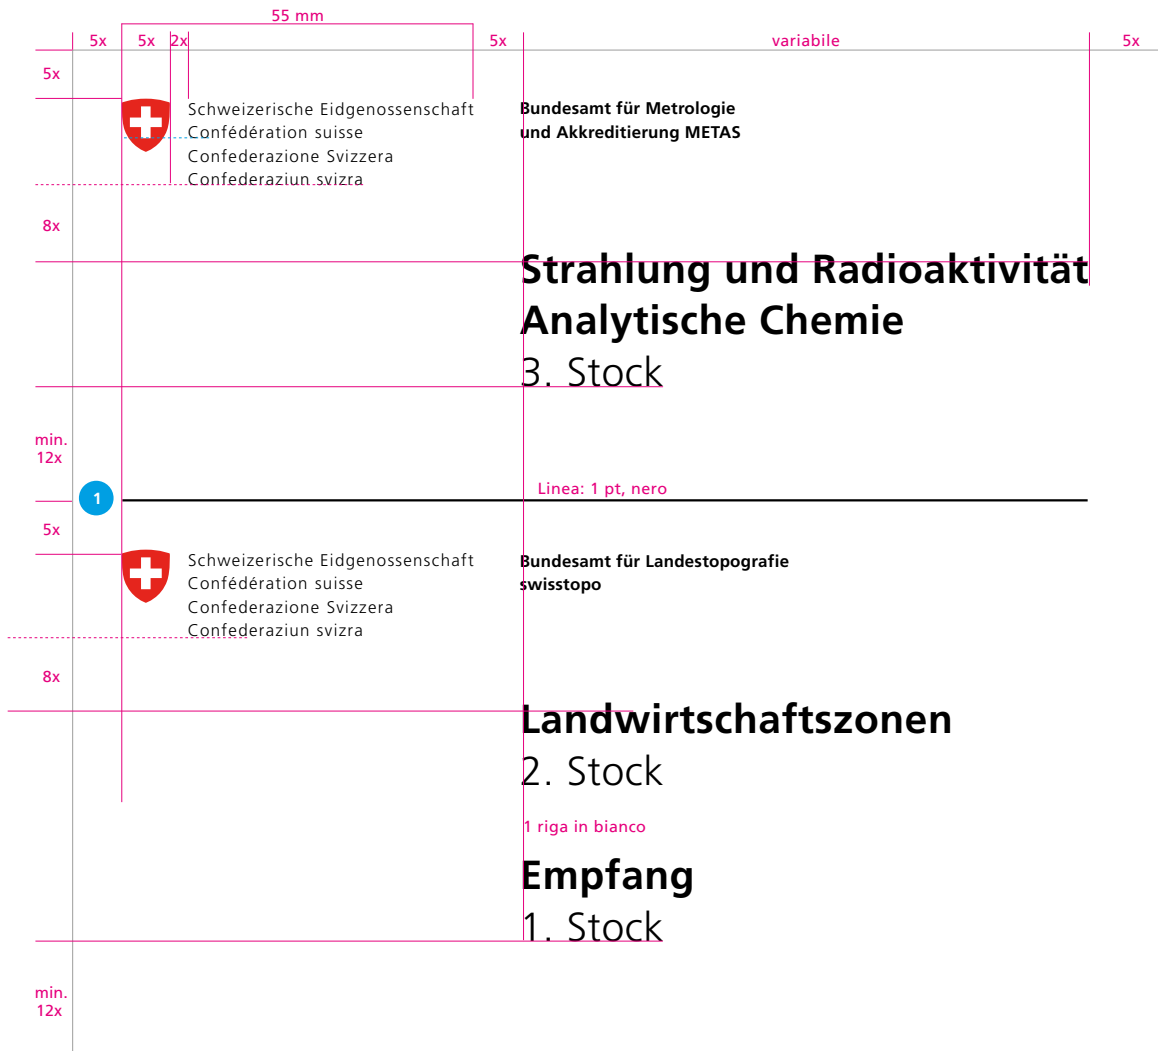 55 mm
5x 5x 2x 5x variabile 5x
5x
Schweizerische Eidgenossenschaft
Confédération suisse
Confederazione Svizzera
Confederaziun svizra
Bundesamt für Metrologie
und Akkreditierung METAS
8x
Strahlung und Radioaktivität
Analytische Chemie
3. Stock
min.
12x
1
Linea: 1 pt, nero
5x
Schweizerische Eidgenossenschaft
Confédération suisse
Confederazione Svizzera
Confederaziun svizra
Bundesamt für Landestopografie
swisstopo
8x
Landwirtschaftszonen
2. Stock
1 riga in bianco
Empfang
1. Stock
min.
12x